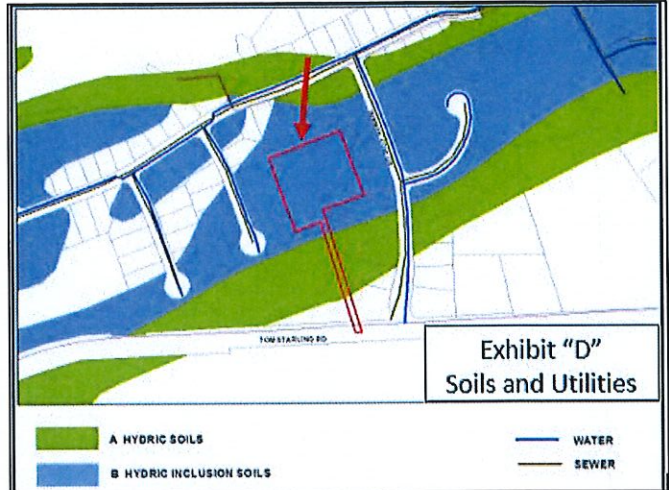 TOM STARLING RD
Exhibit "D"
Soils and Utilities
A HYDRIC SOILS
B HYDRIC INCLUSION SOILS
WATER
SEWER